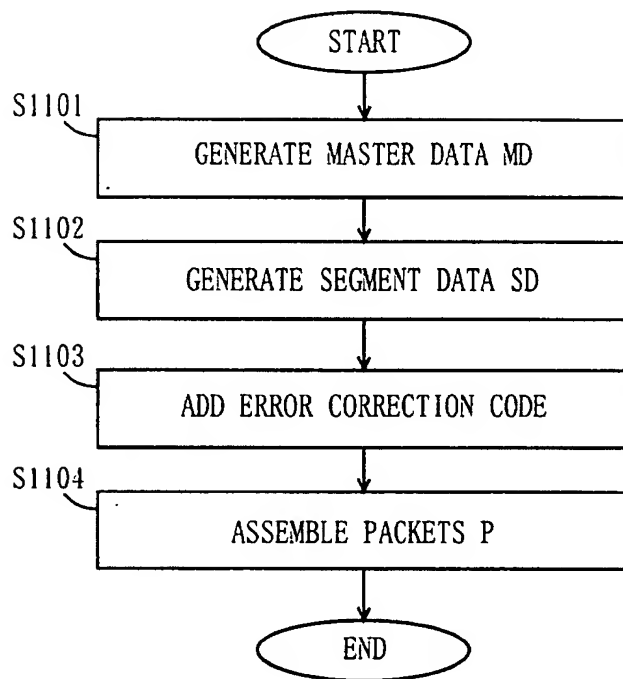 START
S1101
GENERATE MASTER DATA MD
S1102
GENERATE SEGMENT DATA SD
S1103
ADD ERROR CORRECTION CODE
S1104
ASSEMBLE PACKETS P
END